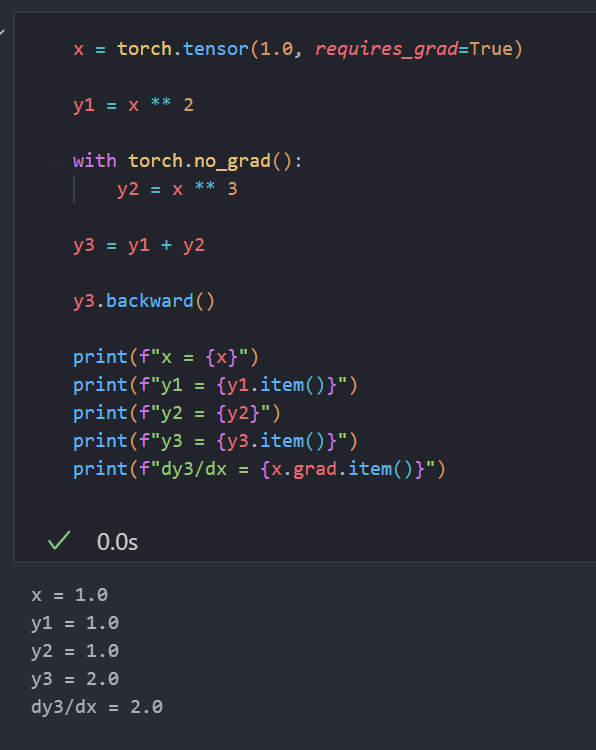 x = torch.tensor(1.0, requires_grad=True)
y1 = x ** 2
with torch.no_grad():
    y2 = x ** 3
y3 = y1 + y2
y3.backward()
print(f"x = {x}")
print(f"y1 = {y1.item()}")
print(f"y2 = {y2}")
print(f"y3 = {y3.item()}")
print(f"dy3/dx = {x.grad.item()}")
0.0s
x = 1.0
y1 = 1.0
y2 = 1.0
y3 = 2.0
dy3/dx = 2.0